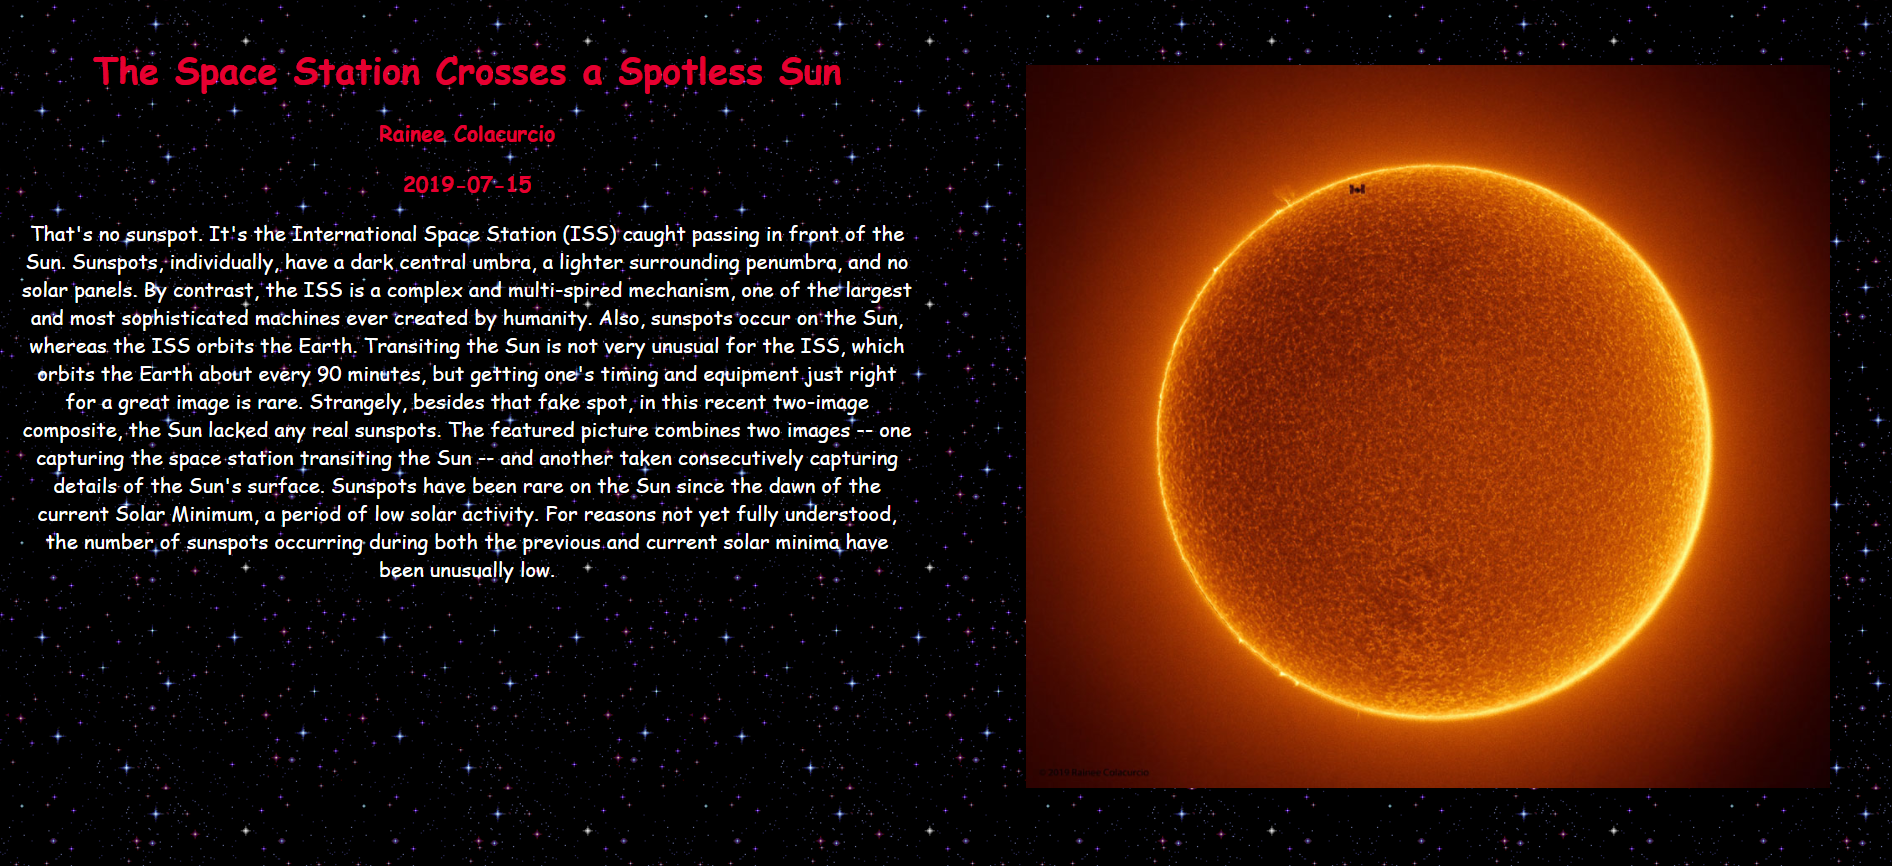 The Space Station Crosses a Spotless Sun
Rainee Colacurcio
2019-07-15
That's no sunspot. It's the International Space Station (ISS) caught passing in front of the
Sun. Sunspots, individually, have a dark central umbra, a lighter surrounding penumbra, and no
solar panels. By contrast, the ISS is a complex and multi-spired mechanism, one of the largest
and most sophisticated machines ever created by humanity. Also, sunspots occur on the Sun,
whereas the ISS orbits the Earth. Transiting the Sun is not very unusual for the ISS, which
orbits the Earth about every 90 minutes, but getting one's timing and equipment just right
for a great image is rare. Strangely, besides that fake spot, in this recent two-image
composite, the Sun lacked any real sunspots. The featured picture combines two images -- one
capturing the space station transiting the Sun -- and another taken consecutively capturing
details of the Sun's surface. Sunspots have been rare on the Sun since the dawn of the
current Solar Minimum, a period of low solar activity. For reasons not yet fully understood,
the number of sunspots occurring during both the previous and current solar minima have
been unusually low.
© 2019 Rainee Colacurcio